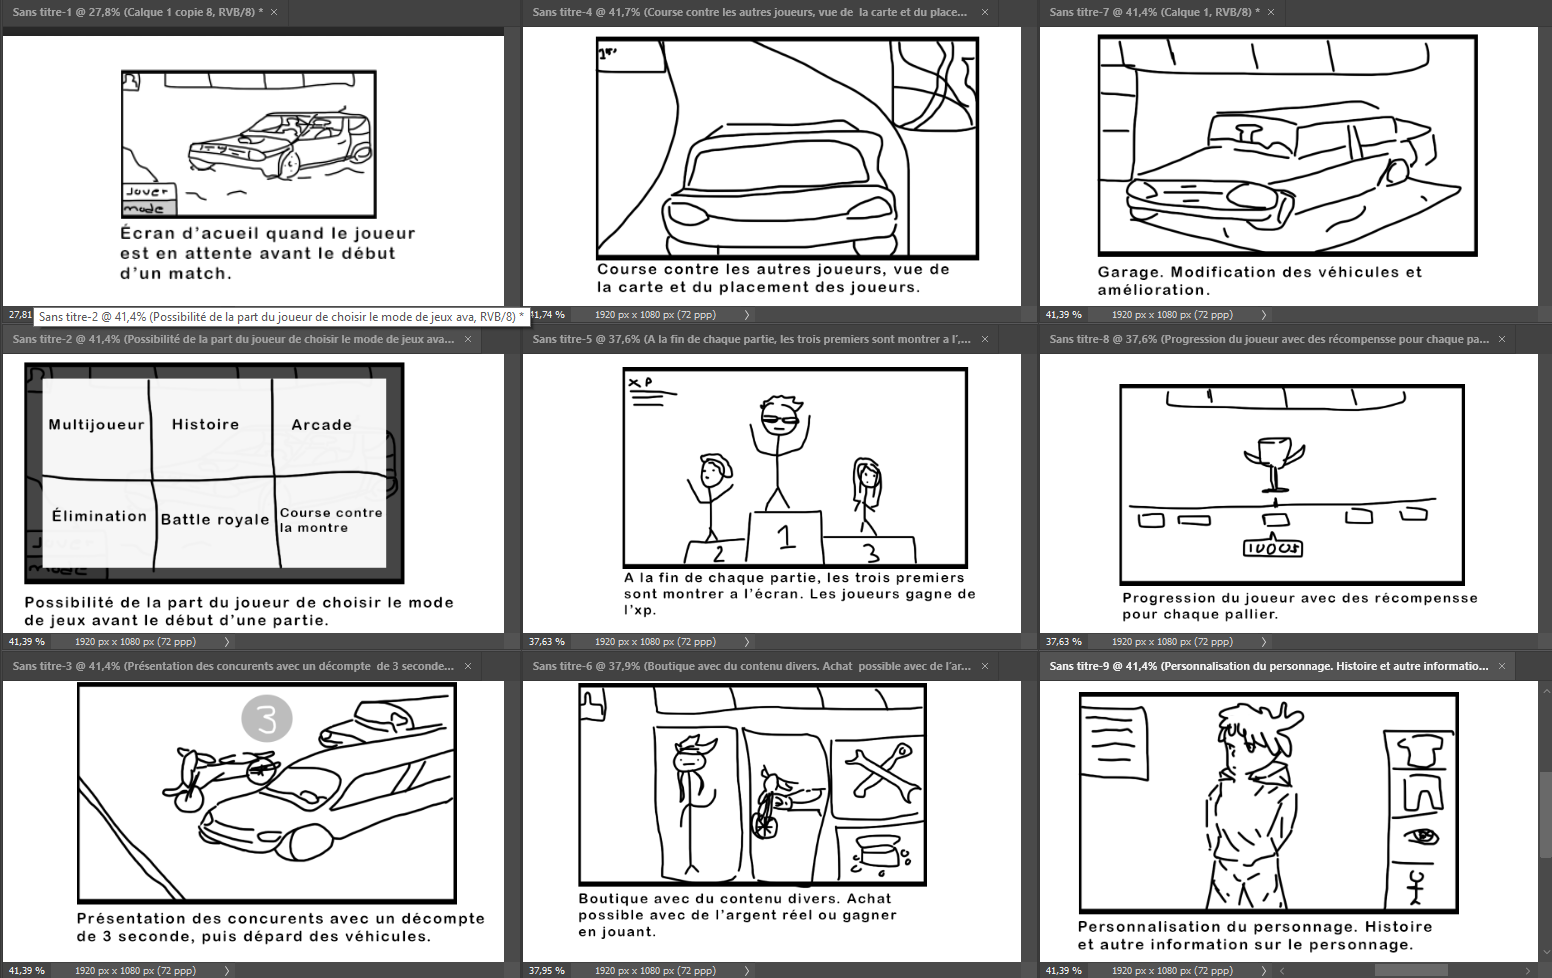 Sans titre-1 @ 27,8% (Calque 1 copie 8, RVB/8) * ×
Jouer
mode
Écran d'acueil quand le joueur
est en attente avant le début
d'un match.
27,81
Sans titre-2 @ 41,4% (Possibilité de la part du joueur de choisir le mode de jeux ava, RVB/8) *
Sans titre-4 @ 41,7% (Course contre les autres joueurs, vue de  la carte et du place... ×
Course contre les autres joueurs, vue de
la carte et du placement des joueurs.
41,74 % 1920 px x 1080 px (72 ppp)
Sans titre-7 @ 41,4% (Calque 1, RVB/8) * ×
Garage. Modification des véhicules et
amélioration.
41,39 % 1920 px x 1080 px (72 ppp)
Sans titre-2 @ 41,4% (Possibilité de la part du joueur de choisir le mode de jeux ava... ×
Multijoueur Histoire Arcade
Élimination Battle royale Course contre
la montre
Jouer
mode
Possibilité de la part du joueur de choisir le mode
de jeux avant le début d'une partie.
41,39 % 1920 px x 1080 px (72 ppp)
Sans titre-5 @ 37,6% (A la fin de chaque partie, les trois premiers sont montrer a l',... ×
XP
2 1 3
A la fin de chaque partie, les trois premiers
sont montrer a l'écran. Les joueurs gagne de
l'xp.
37,63 % 1920 px x 1080 px (72 ppp)
Sans titre-8 @ 37,6% (Progression du joueur avec des récompensse pour chaque pa... ×
Progression du joueur avec des récompensse
pour chaque pallier.
37,63 % 1920 px x 1080 px (72 ppp)
Sans titre-3 @ 41,4% (Présentation des concurents avec un décompte  de 3 seconde... ×
3
Présentation des concurents avec un décompte
de 3 seconde, puis dépard des véhicules.
41,39 % 1920 px x 1080 px (72 ppp)
Sans titre-6 @ 37,9% (Boutique avec du contenu divers. Achat  possible avec de l'ar... ×
Boutique avec du contenu divers. Achat
possible avec de l'argent réel ou gagner
en jouant.
37,95 % 1920 px x 1080 px (72 ppp)
Sans titre-9 @ 41,4% (Personnalisation du personnage. Histoire et autre informatio... ×
Personnalisation du personnage. Histoire
et autre information sur le personnage.
41,39 % 1920 px x 1080 px (72 ppp)